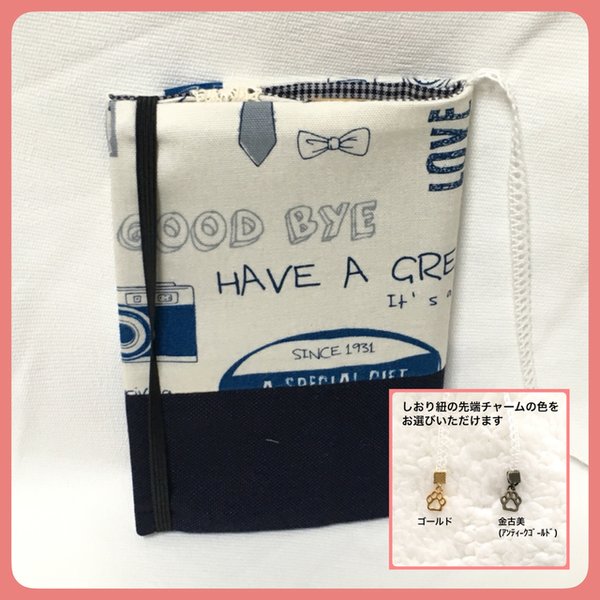 LOVE
GOOD BYE
HAVE A GRE
It's a
SINCE 1931
A SPECIAL GIFT
しおり紐の先端チャームの色を
お選びいただけます
ゴールド
金古美
(ｱﾝﾃｨｰｸｺﾞｰﾙﾄﾞ)